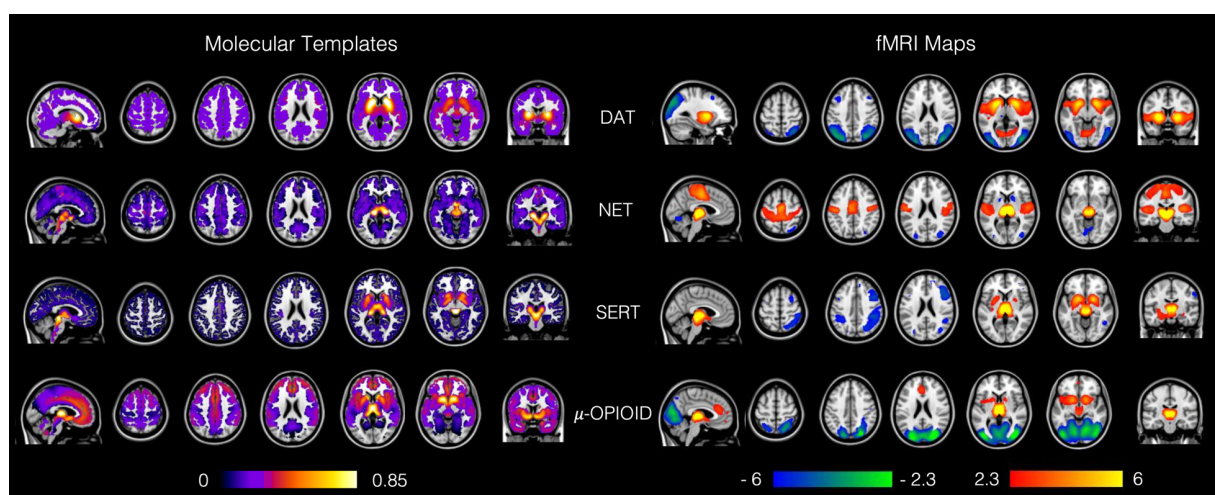 Molecular Templates
fMRI Maps
DAT
NET
SERT
μ-OPIOID
0
0.85
- 6
- 2.3
2.3
6